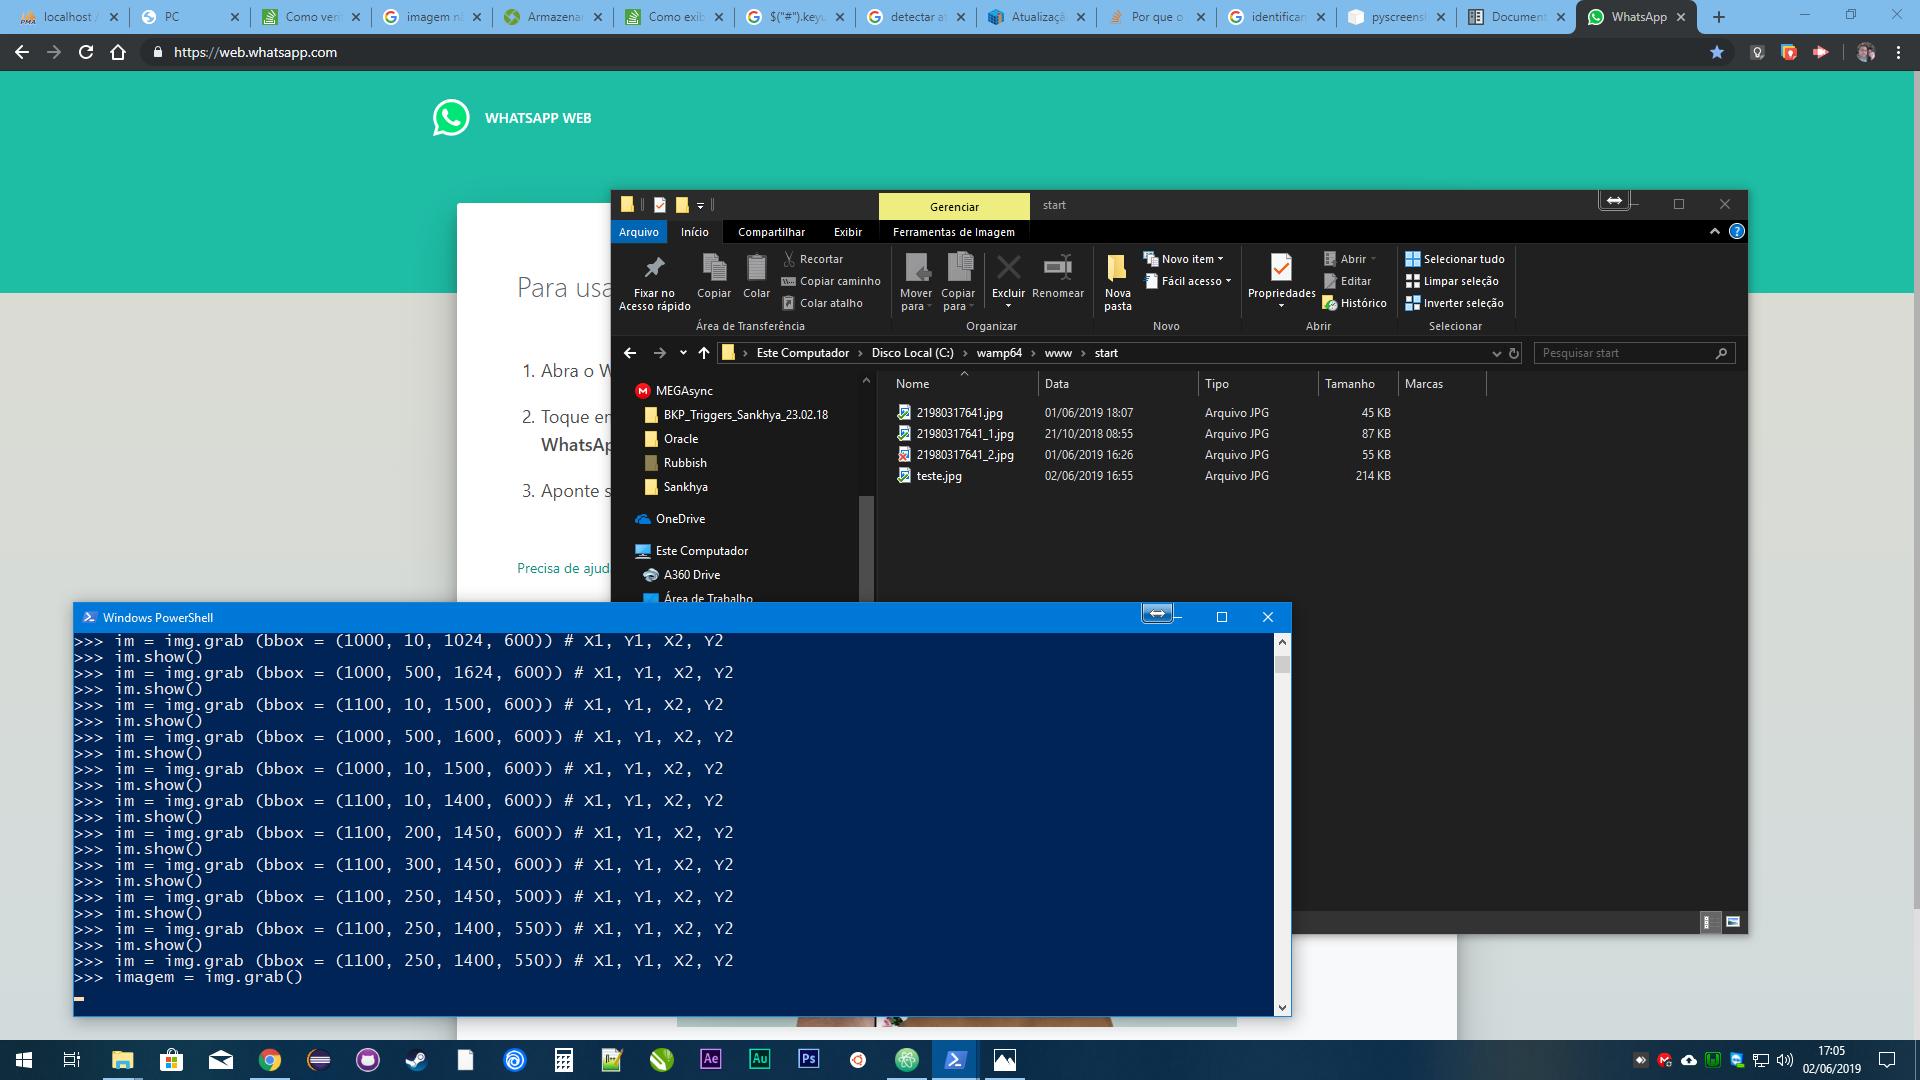 localhost /
PC
Como veri
imagem nã
Armazenar
Como exib
$("#").keyu
detectar at
Atualizaçã
Por que o
identifican
pyscreensh
Document
WhatsApp
https://web.whatsapp.com
WHATSAPP WEB
Para usa
1. Abra o W
2. Toque em
WhatsAp
3. Aponte s
Precisa de ajud
Gerenciar
start
Arquivo
Início
Compartilhar
Exibir
Ferramentas de Imagem
Fixar no
Acesso rápido
Copiar
Colar
Recortar
Copiar caminho
Colar atalho
Área de Transferência
Mover
para
Copiar
para
Excluir
Renomear
Organizar
Nova
pasta
Novo item
Fácil acesso
Novo
Propriedades
Abrir
Editar
Histórico
Abrir
Selecionar tudo
Limpar seleção
Inverter seleção
Selecionar
Este Computador
Disco Local (C:)
wamp64
www
start
Pesquisar start
MEGAsync
BKP_Triggers_Sankhya_23.02.18
Oracle
Rubbish
Sankhya
OneDrive
Este Computador
A360 Drive
Área de Trabalho
Nome Data Tipo Tamanho Marcas
21980317641.jpg 01/06/2019 18:07 Arquivo JPG 45 KB
21980317641_1.jpg 21/10/2018 08:55 Arquivo JPG 87 KB
21980317641_2.jpg 01/06/2019 16:26 Arquivo JPG 55 KB
teste.jpg 02/06/2019 16:55 Arquivo JPG 214 KB
Windows PowerShell
>>> im = img.grab (bbox = (1000, 10, 1024, 600)) # X1, Y1, X2, Y2
>>> im.show()
>>> im = img.grab (bbox = (1000, 500, 1624, 600)) # X1, Y1, X2, Y2
>>> im.show()
>>> im = img.grab (bbox = (1100, 10, 1500, 600)) # X1, Y1, X2, Y2
>>> im.show()
>>> im = img.grab (bbox = (1000, 500, 1600, 600)) # X1, Y1, X2, Y2
>>> im.show()
>>> im = img.grab (bbox = (1000, 10, 1500, 600)) # X1, Y1, X2, Y2
>>> im.show()
>>> im = img.grab (bbox = (1100, 10, 1400, 600)) # X1, Y1, X2, Y2
>>> im.show()
>>> im = img.grab (bbox = (1100, 200, 1450, 600)) # X1, Y1, X2, Y2
>>> im.show()
>>> im = img.grab (bbox = (1100, 300, 1450, 600)) # X1, Y1, X2, Y2
>>> im.show()
>>> im = img.grab (bbox = (1100, 250, 1450, 500)) # X1, Y1, X2, Y2
>>> im.show()
>>> im = img.grab (bbox = (1100, 250, 1400, 550)) # X1, Y1, X2, Y2
>>> im.show()
>>> im = img.grab (bbox = (1100, 250, 1400, 550)) # X1, Y1, X2, Y2
>>> imagem = img.grab()
Ae
Au
Ps
17:05
02/06/2019